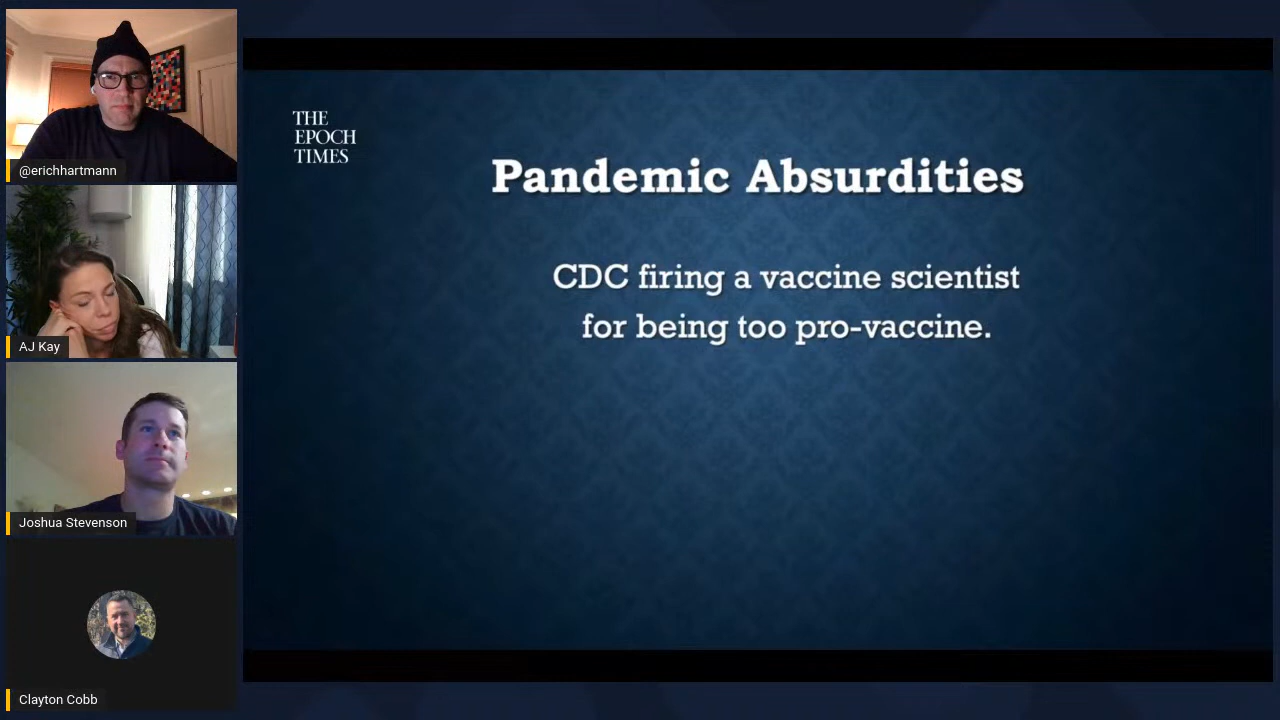 @erichhartmann
AJ Kay
Joshua Stevenson
Clayton Cobb
THE
EPOCH
TIMES
Pandemic Absurdities
CDC firing a vaccine scientist
for being too pro-vaccine.